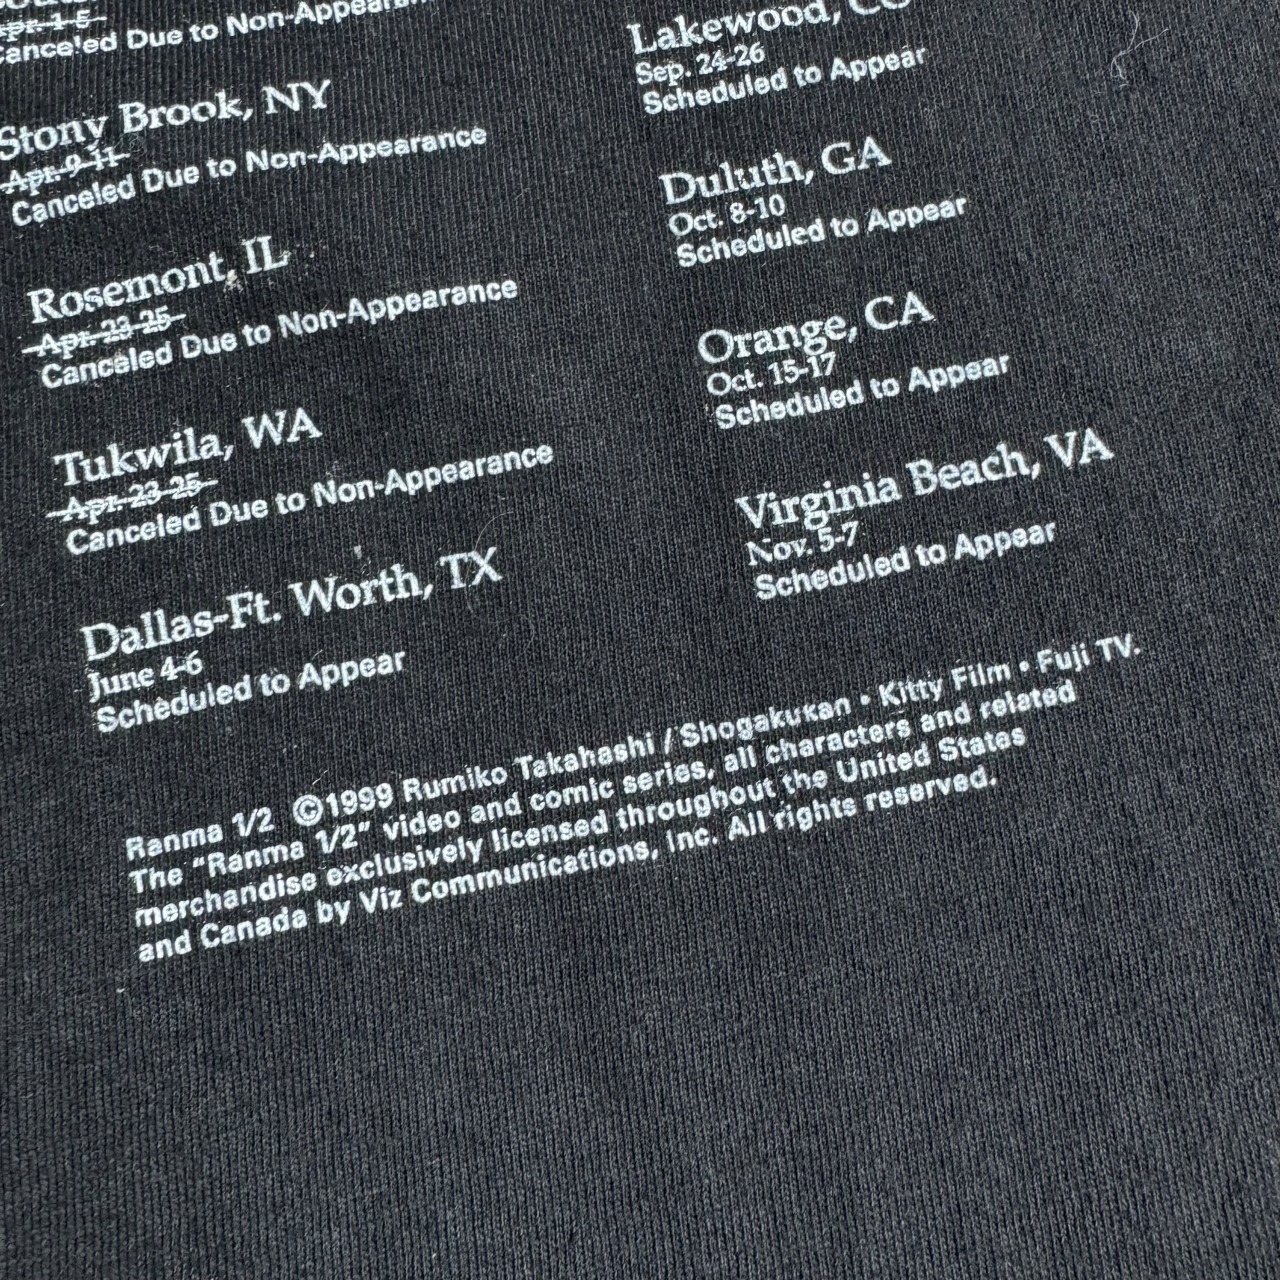 Apr. 1-5
Canceled Due to Non-Appearance
Stony Brook, NY
Apr. 9-11
Canceled Due to Non-Appearance
Rosemont, IL
Apr. 23-25
Canceled Due to Non-Appearance
Tukwila, WA
Apr. 23-25
Canceled Due to Non-Appearance
Dallas-Ft. Worth, TX
June 4-6
Scheduled to Appear
Lakewood, CO
Sep. 24-26
Scheduled to Appear
Duluth, GA
Oct. 8-10
Scheduled to Appear
Orange, CA
Oct. 15-17
Scheduled to Appear
Virginia Beach, VA
Nov. 5-7
Scheduled to Appear
Ranma 1/2 ©1999 Rumiko Takahashi / Shogakukan • Kitty Film • Fuji TV.
The "Ranma 1/2" video and comic series, all characters and related
merchandise exclusively licensed throughout the United States
and Canada by Viz Communications, Inc. All rights reserved.